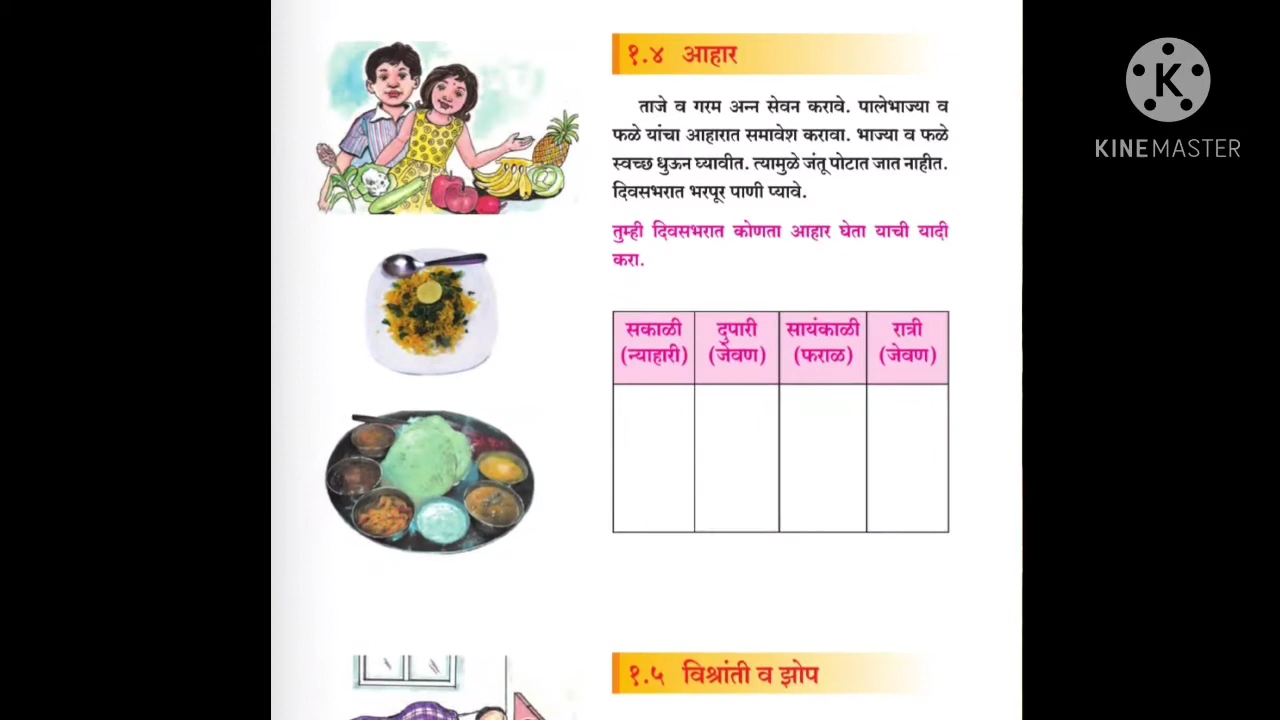 १.४ आहार
ताजे व गरम अन्न सेवन करावे. पालेभाज्या व
फळे यांचा आहारात समावेश करावा. भाज्या व फळे
स्वच्छ धुऊन घ्यावीत. त्यामुळे जंतू पोटात जात नाहीत.
दिवसभरात भरपूर पाणी प्यावे.
तुम्ही दिवसभरात कोणता आहार घेता याची यादी
करा.
सकाळी दुपारी सायंकाळी रात्री
(न्याहारी) (जेवण) (फराळ) (जेवण)
१.५ विश्रांती व झोप
K
KINEMASTER